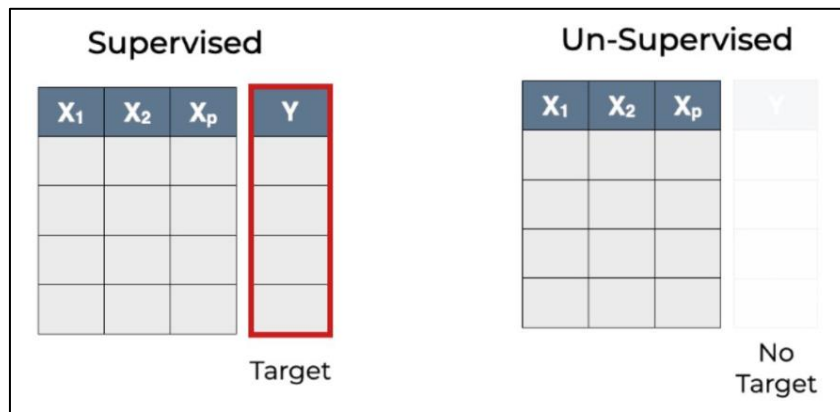 Supervised
X1 X2 Xp Y
Target
Un-Supervised
X1 X2 Xp Y
No
Target